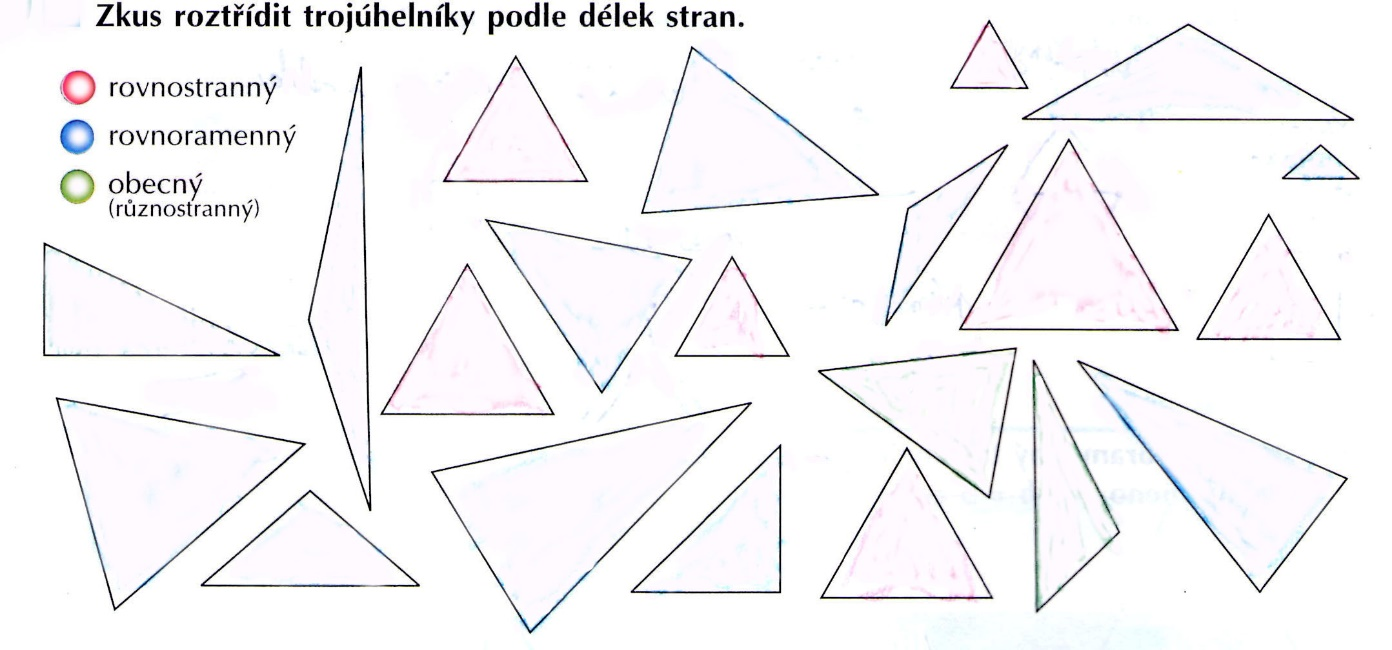 Zkus roztřídit trojúhelníky podle délek stran.
rovnostranný
rovnoramenný
obecný
(různostranný)